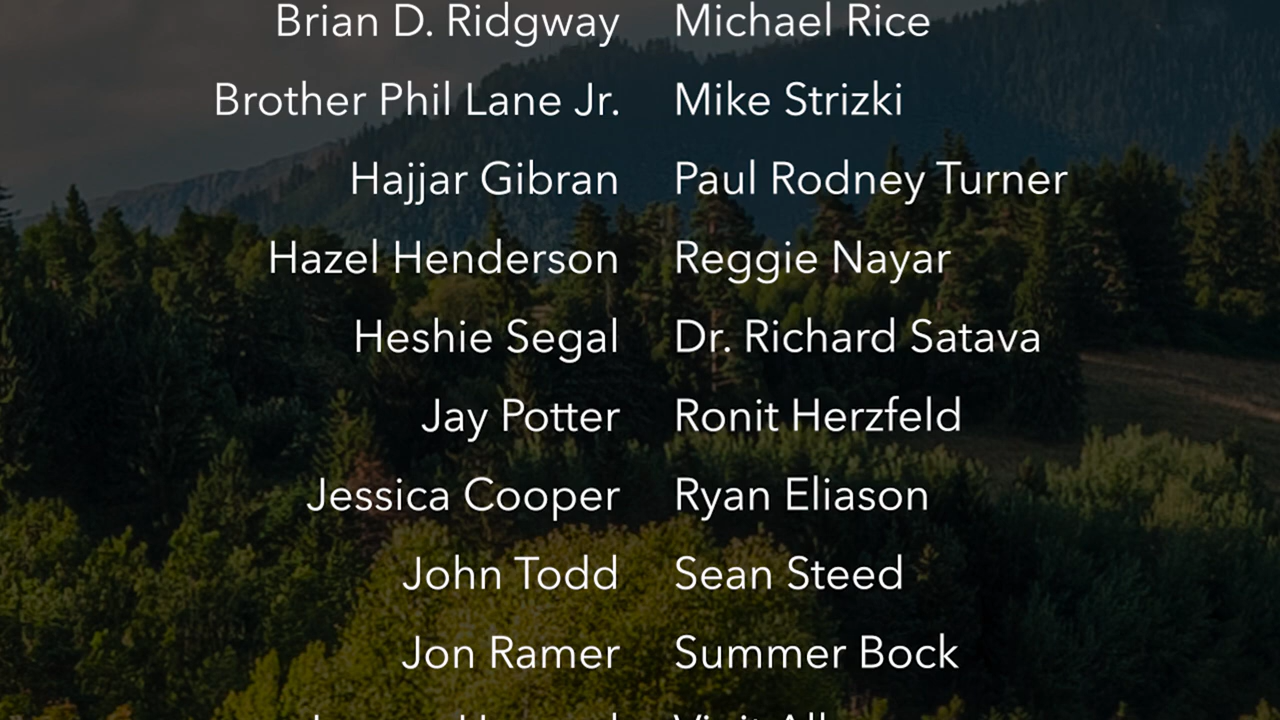 Brian D. Ridgway Michael Rice
Brother Phil Lane Jr. Mike Strizki
Hajjar Gibran Paul Rodney Turner
Hazel Henderson Reggie Nayar
Heshie Segal Dr. Richard Satava
Jay Potter Ronit Herzfeld
Jessica Cooper Ryan Eliason
John Todd Sean Steed
Jon Ramer Summer Bock